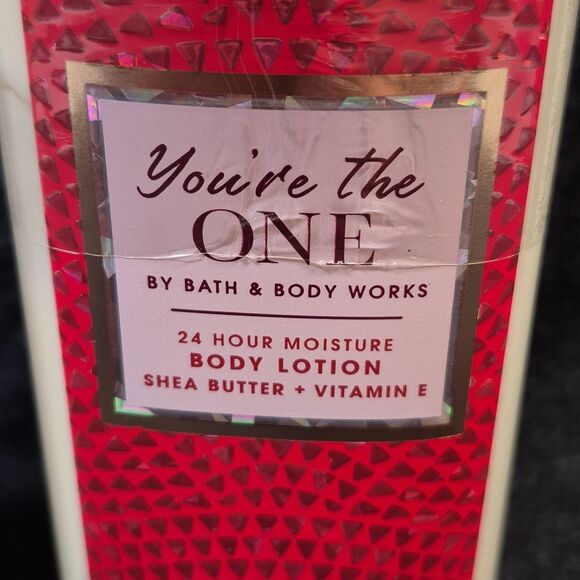 You're the
ONE
BY BATH & BODY WORKS
24 HOUR MOISTURE
BODY LOTION
SHEA BUTTER + VITAMIN E